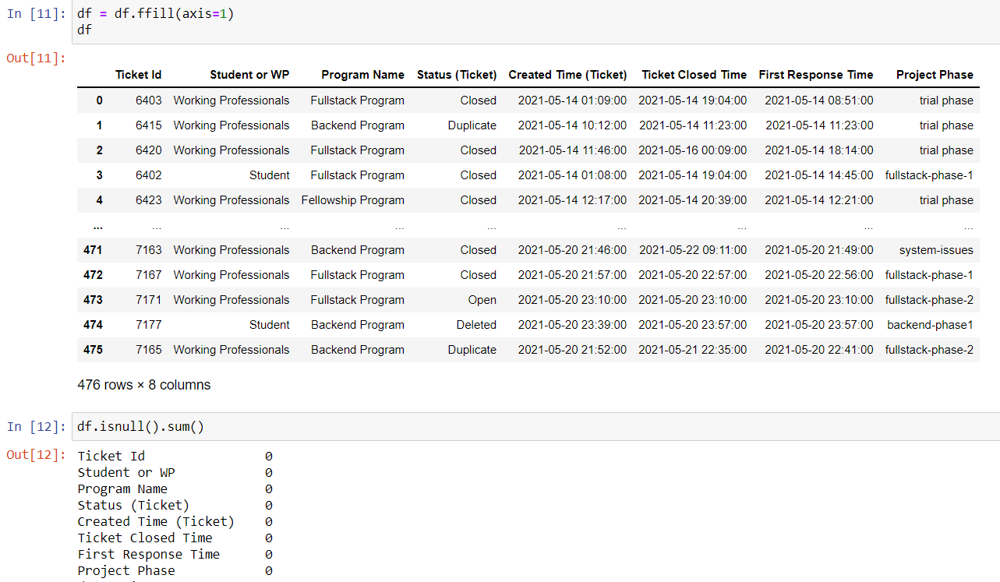 In [11]: df = df.ffill(axis=1)
df
Out[11]:
Ticket Id Student or WP Program Name Status (Ticket) Created Time (Ticket) Ticket Closed Time First Response Time Project Phase
0 6403 Working Professionals Fullstack Program Closed 2021-05-14 01:09:00 2021-05-14 19:04:00 2021-05-14 08:51:00 trial phase
1 6415 Working Professionals Backend Program Duplicate 2021-05-14 10:12:00 2021-05-14 11:23:00 2021-05-14 11:23:00 trial phase
2 6420 Working Professionals Fullstack Program Closed 2021-05-14 11:46:00 2021-05-16 00:09:00 2021-05-14 18:14:00 trial phase
3 6402 Student Fullstack Program Closed 2021-05-14 01:08:00 2021-05-14 19:04:00 2021-05-14 14:45:00 fullstack-phase-1
4 6423 Working Professionals Fellowship Program Closed 2021-05-14 12:17:00 2021-05-14 20:39:00 2021-05-14 12:21:00 trial phase
... ... ... ... ... ... ... ... ...
471 7163 Working Professionals Backend Program Closed 2021-05-20 21:46:00 2021-05-22 09:11:00 2021-05-20 21:49:00 system-issues
472 7167 Working Professionals Fullstack Program Closed 2021-05-20 21:57:00 2021-05-20 22:57:00 2021-05-20 22:56:00 fullstack-phase-1
473 7171 Working Professionals Fullstack Program Open 2021-05-20 23:10:00 2021-05-20 23:10:00 2021-05-20 23:10:00 fullstack-phase-2
474 7177 Student Backend Program Deleted 2021-05-20 23:39:00 2021-05-20 23:57:00 2021-05-20 23:57:00 backend-phase1
475 7165 Working Professionals Backend Program Duplicate 2021-05-20 21:52:00 2021-05-21 22:35:00 2021-05-20 22:41:00 fullstack-phase-2
476 rows × 8 columns
In [12]: df.isnull().sum()
Out[12]: Ticket Id 0
Student or WP 0
Program Name 0
Status (Ticket) 0
Created Time (Ticket) 0
Ticket Closed Time 0
First Response Time 0
Project Phase 0